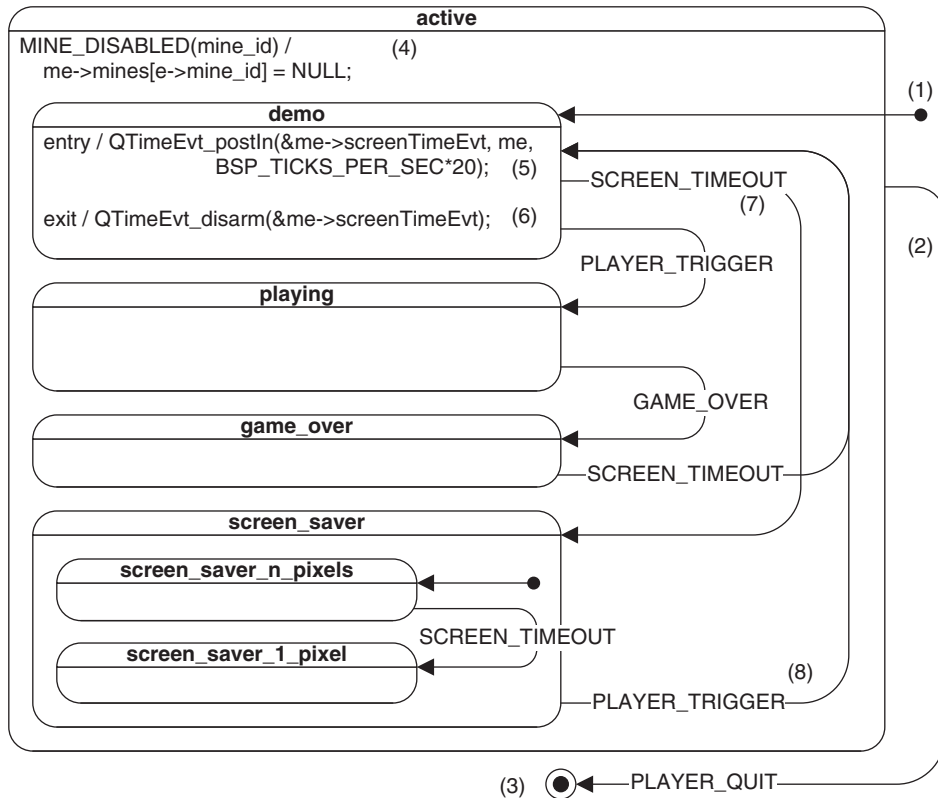 active
MINE_DISABLED(mine_id) / (4)
me->mines[e->mine_id] = NULL;
(1)
demo
entry / QTimeEvt_postIn(&me->screenTimeEvt, me,
BSP_TICKS_PER_SEC*20); (5)
SCREEN_TIMEOUT
(7)
exit / QTimeEvt_disarm(&me->screenTimeEvt); (6)
(2)
PLAYER_TRIGGER
playing
GAME_OVER
game_over
SCREEN_TIMEOUT
screen_saver
screen_saver_n_pixels
SCREEN_TIMEOUT
screen_saver_1_pixel
(8)
PLAYER_TRIGGER
(3)
PLAYER_QUIT